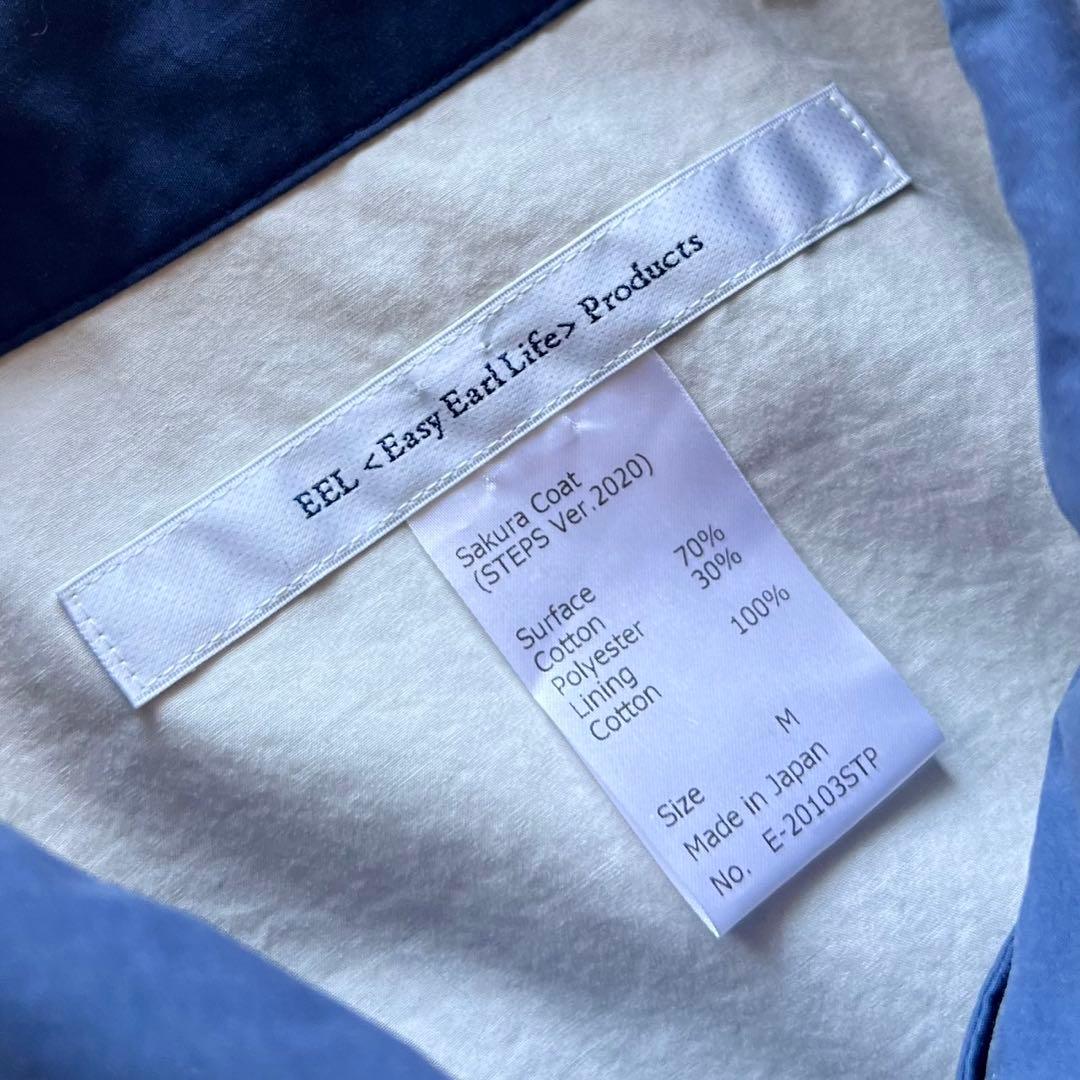 EEL <Easy Earl Life> Products
Sakura Coat
(STEPS Ver.2020)
Surface
Cotton 70%
Polyester 30%
Lining
Cotton 100%
Size M
Made in Japan
No. E-20103STP